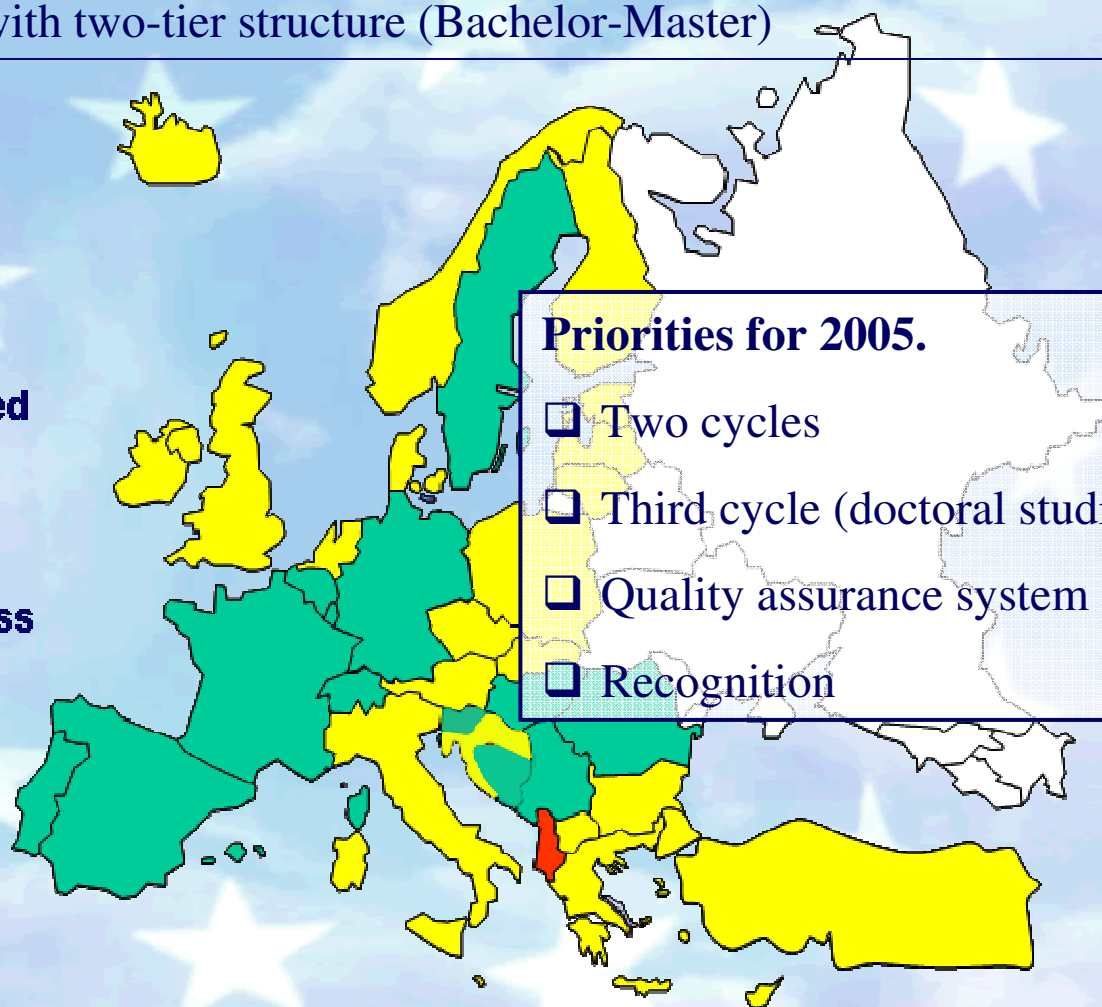 with two-tier structure (Bachelor-Master)
Priorities for 2005.
Two cycles
Third cycle (doctoral studi
Quality assurance system
Recognition
ed
ss